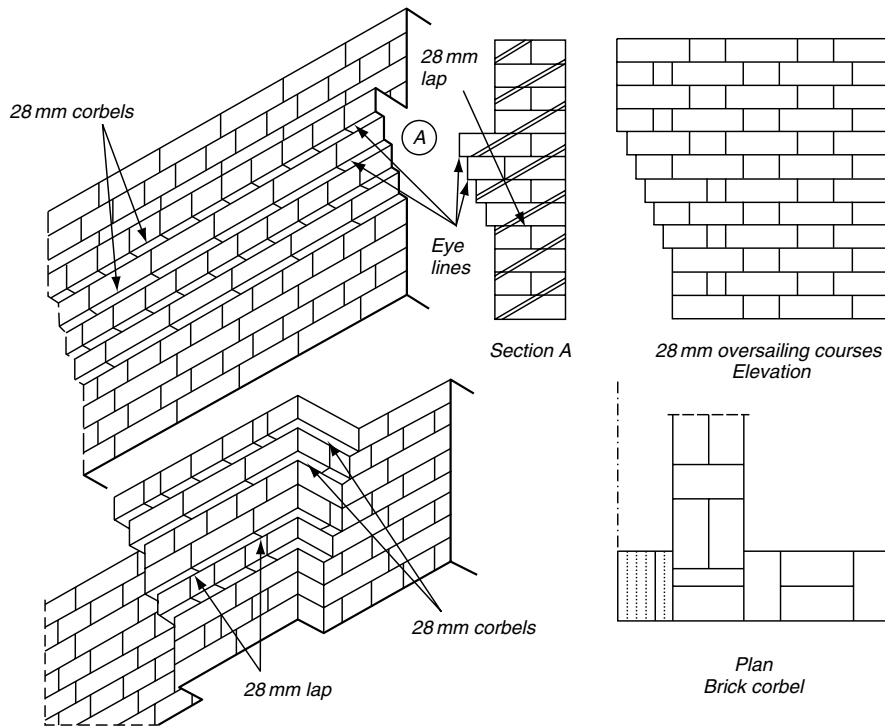 28 mm corbels
A
28 mm
lap
Eye
lines
Section A
28 mm oversailing courses
Elevation
28 mm corbels
28 mm lap
Plan
Brick corbel